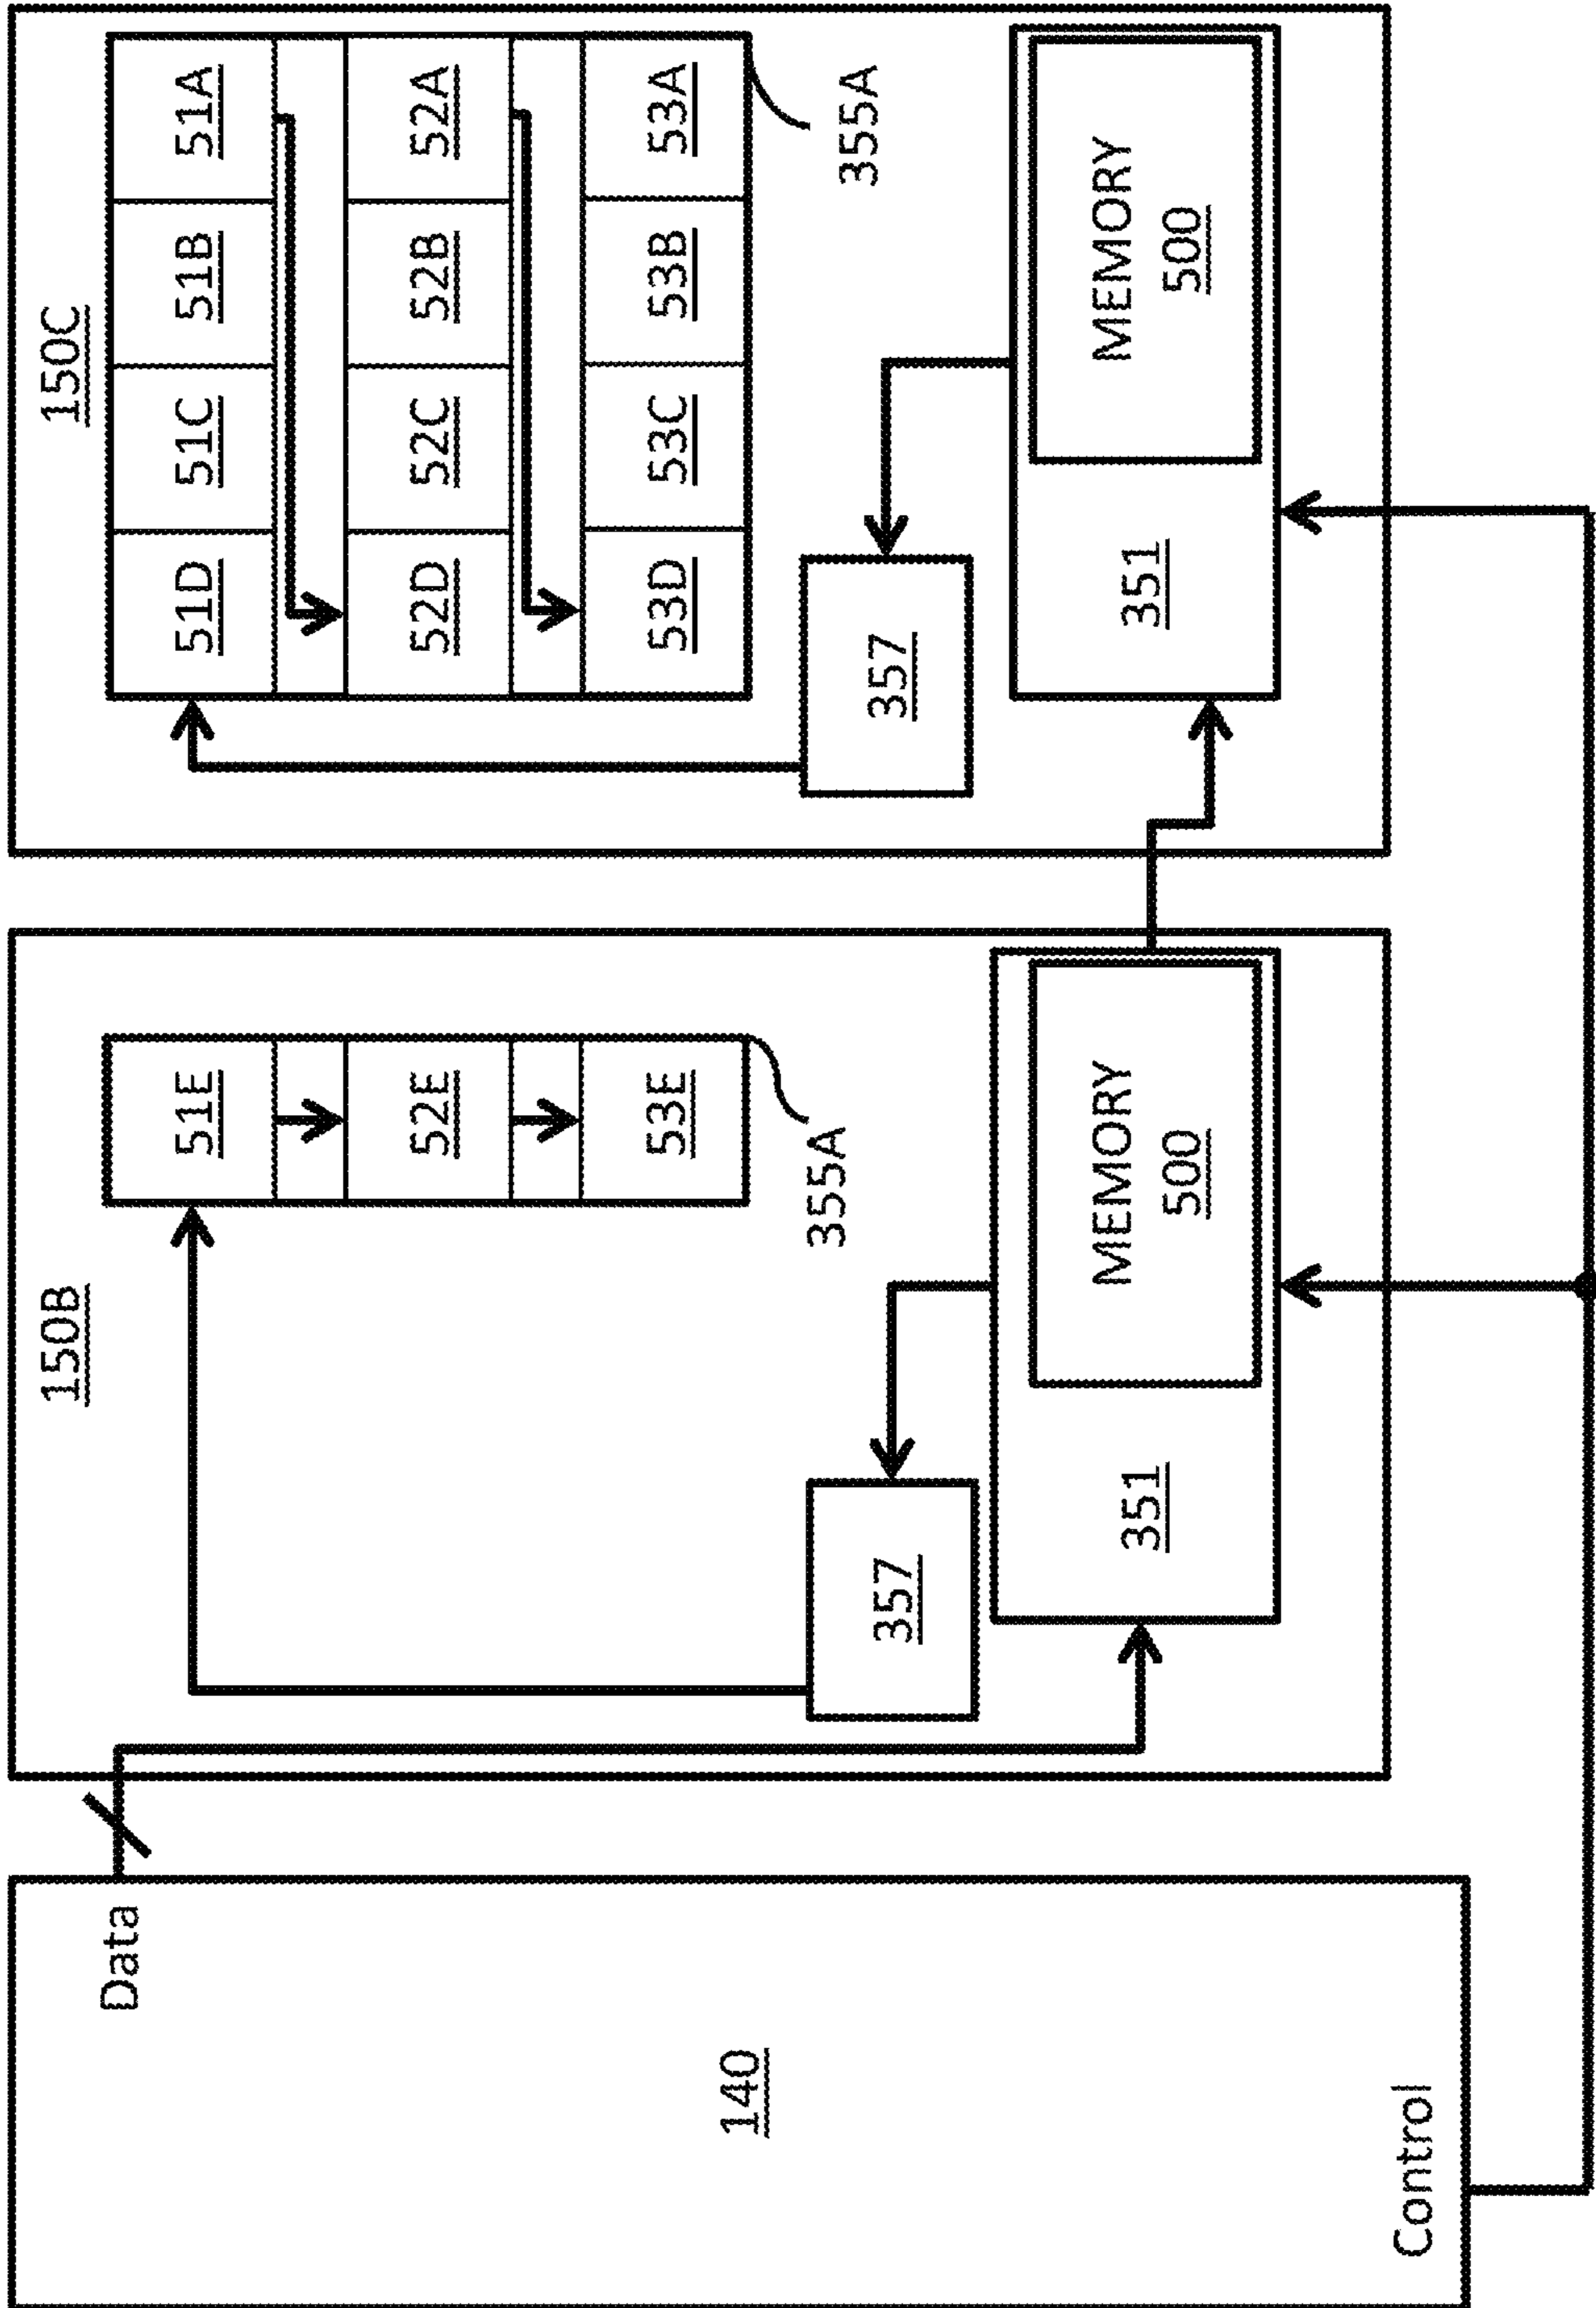 150C
51D 51C 51B 51A
52D 52C 52B 52A
53D 53C 53B 53A
355A
357
351
MEMORY
500
150B
51E
52E
53E
355A
357
351
MEMORY
500
Data
140
Control